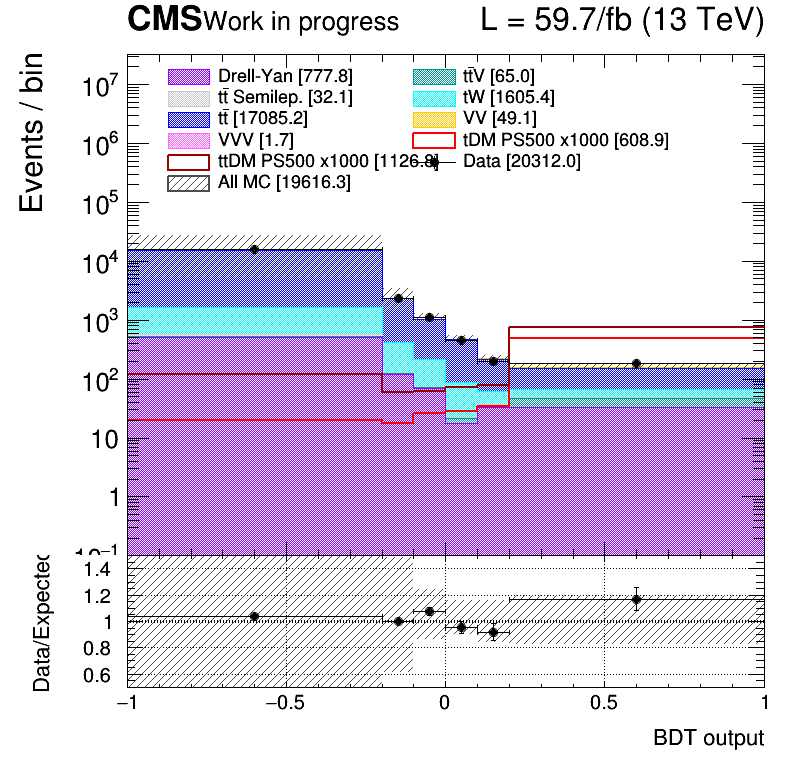 CMS Work in progress L = 59.7/fb (13 TeV)
Events / bin
Drell-Yan [777.8] tt̄V [65.0]
tt̄ Semilep. [32.1] tW [1605.4]
tt̄ [17085.2] VV [49.1]
VVV [1.7] tDM PS500 x1000 [608.9]
ttDM PS500 x1000 [1126.8] Data [20312.0]
All MC [19616.3]
10⁷
10⁶
10⁵
10⁴
10³
10²
10
1
10⁻¹
Data/Expected
1.4
1.2
1
0.8
0.6
−1 −0.5 0 0.5 1
BDT output